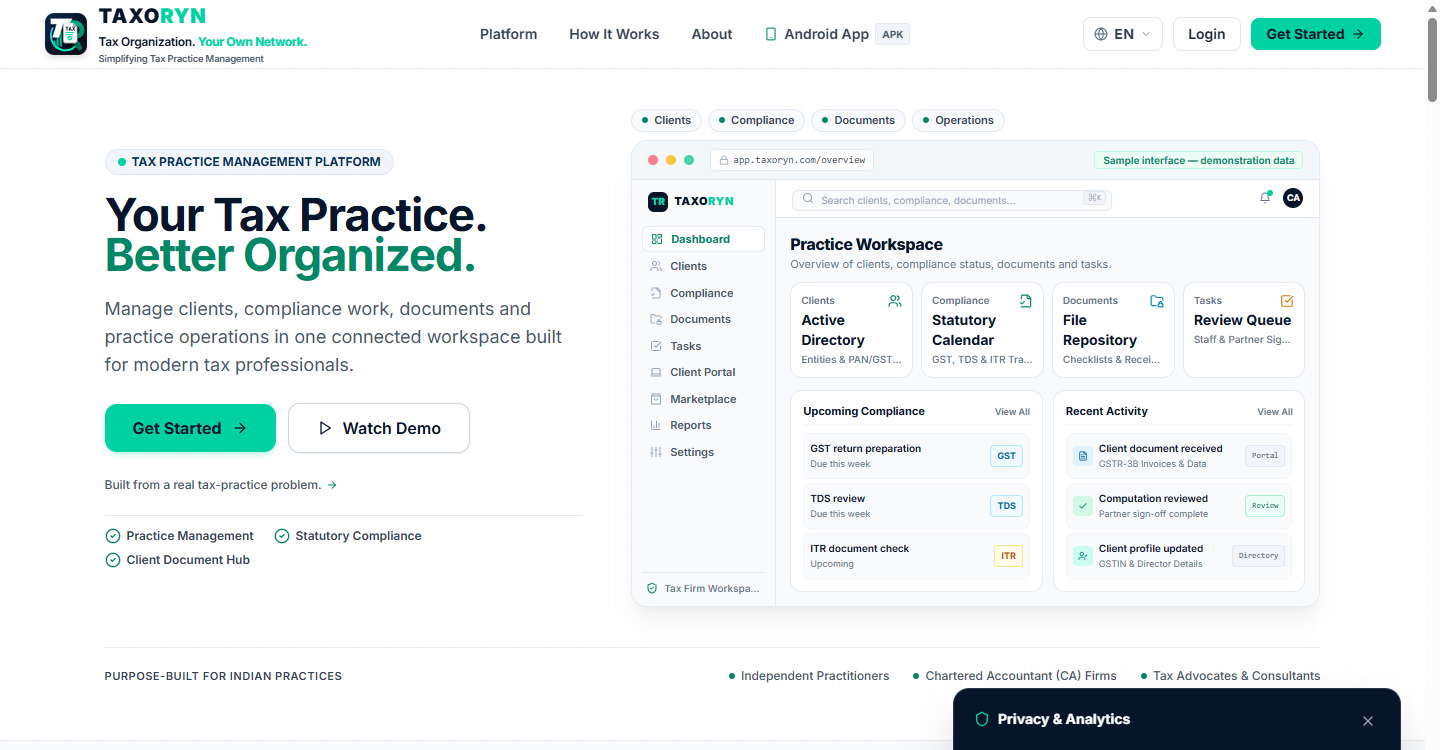 TAXORYN
Tax Organization. Your Own Network.
Simplifying Tax Practice Management
Platform
How It Works
About
Android App APK
EN
Login
Get Started
TAX PRACTICE MANAGEMENT PLATFORM
Your Tax Practice.
Better Organized.
Manage clients, compliance work, documents and
practice operations in one connected workspace built
for modern tax professionals.
Get Started
Watch Demo
Built from a real tax-practice problem.
Practice Management
Statutory Compliance
Client Document Hub
Clients
Compliance
Documents
Operations
app.taxoryn.com/overview
Sample interface — demonstration data
TR TAXORYN
Search clients, compliance, documents...
⌘K
CA
Dashboard
Clients
Compliance
Documents
Tasks
Client Portal
Marketplace
Reports
Settings
Tax Firm Workspa...
Practice Workspace
Overview of clients, compliance status, documents and tasks.
Clients
Active
Directory
Entities & PAN/GST...
Compliance
Statutory
Calendar
GST, TDS & ITR Tra...
Documents
File
Repository
Checklists & Recei...
Tasks
Review Queue
Staff & Partner Sig...
Upcoming Compliance
View All
GST return preparation
Due this week
GST
TDS review
Due this week
TDS
ITR document check
Upcoming
ITR
Recent Activity
View All
Client document received
GSTR-3B Invoices & Data
Portal
Computation reviewed
Partner sign-off complete
Review
Client profile updated
GSTIN & Director Details
Directory
PURPOSE-BUILT FOR INDIAN PRACTICES
Independent Practitioners
Chartered Accountant (CA) Firms
Tax Advocates & Consultants
Privacy & Analytics